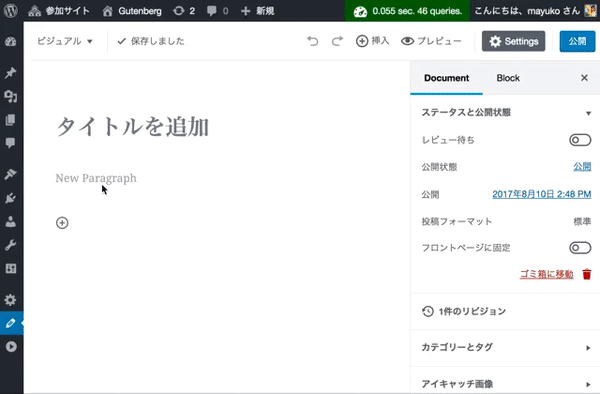 参加サイト Gutenberg 2 0 + 新規 0.055 sec. 46 queries. こんにちは、mayuko さん
ビジュアル 保存しました 挿入 プレビュー Settings 公開
Document Block
ステータスと公開状態
タイトルを追加
レビュー待ち
公開状態 公開
New Paragraph
公開 2017年8月10日 2:48 PM
投稿フォーマット 標準
フロントページに固定
ゴミ箱に移動
1件のリビジョン
カテゴリーとタグ
アイキャッチ画像